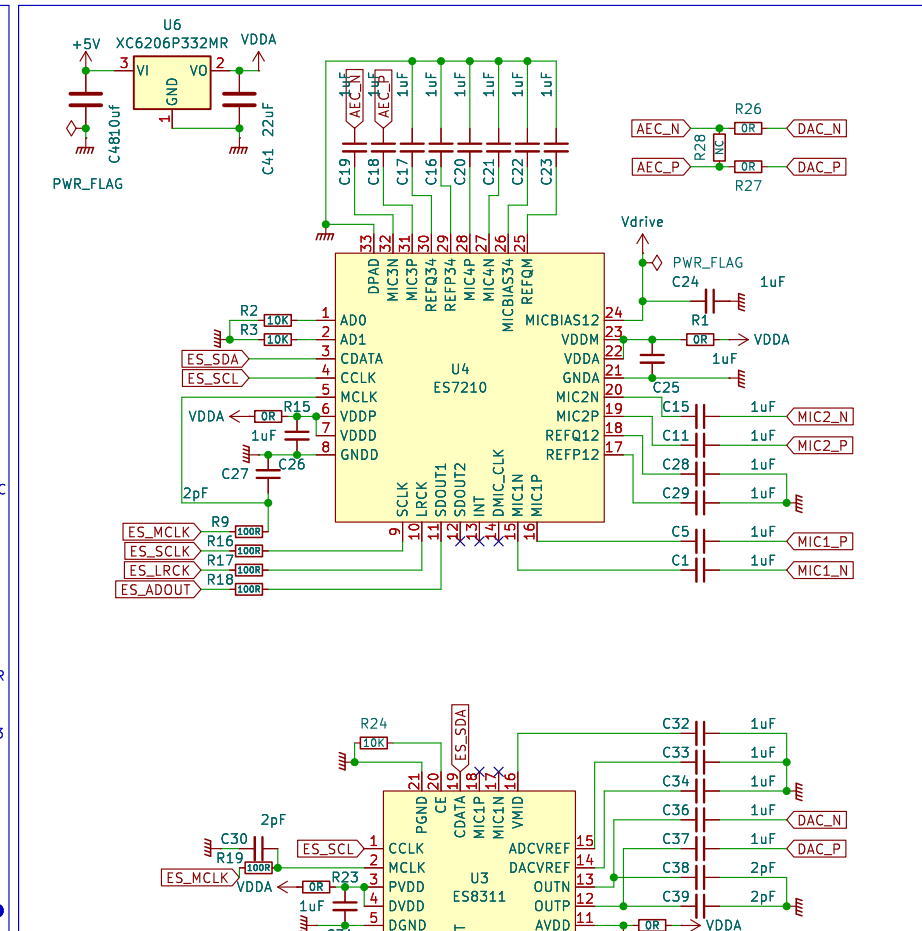 U6
XC6206P332MR
+5V
VDDA
3
VI
VO
2
GND
1
C48
10uf
C41 22uF
PWR_FLAG
1uF
AEC_N
1uF
AEC_P
1uF
1uF
1uF
1uF
1uF
1uF
C19
C18
C17
C16
C20
C21
C22
C23
R26
AEC_N
0R
DAC_N
R28
NC
AEC_P
0R
DAC_P
R27
Vdrive
PWR_FLAG
C24
1uF
33
32
31
30
29
28
27
26
25
DPAD
MIC3N
MIC3P
REFQ34
REFP34
MIC4P
MIC4N
MICBIAS34
REFQM
R2
10K
1
AD0
R3
10K
2
AD1
ES_SDA
3
CDATA
ES_SCL
4
CCLK
5
MCLK
VDDA
0R
R15
6
VDDP
1uF
7
VDDD
8
GNDD
C27
C26
2pF
U4
ES7210
MICBIAS12
24
VDDM
23
R1
0R
VDDA
VDDA
22
1uF
GNDA
21
C25
MIC2N
20
C15
1uF
MIC2_N
MIC2P
19
C11
1uF
MIC2_P
REFQ12
18
C28
1uF
REFP12
17
C29
1uF
SCLK
LRCK
SDOUT1
SDOUT2
INT
DMIC_CLK
MIC1N
MIC1P
9
10
11
12
13
14
15
16
C5
1uF
MIC1_P
C1
1uF
MIC1_N
ES_MCLK
R9
100R
ES_SCLK
R16
100R
ES_LRCK
R17
100R
ES_ADOUT
R18
100R
R24
10K
ES_SDA
21
20
19
18
17
16
PGND
CE
CDATA
MIC1P
MIC1N
VMID
C32
1uF
C33
1uF
C34
1uF
C36
1uF
DAC_N
C37
1uF
DAC_P
C38
2pF
C39
2pF
2pF
C30
ES_SCL
1
CCLK
R19
100R
2
MCLK
ES_MCLK
VDDA
0R
R23
3
PVDD
1uF
4
DVDD
5
DGND
U3
ES8311
ADCVREF
15
DACVREF
14
OUTN
13
OUTP
12
AVDD
11
0R
VDDA